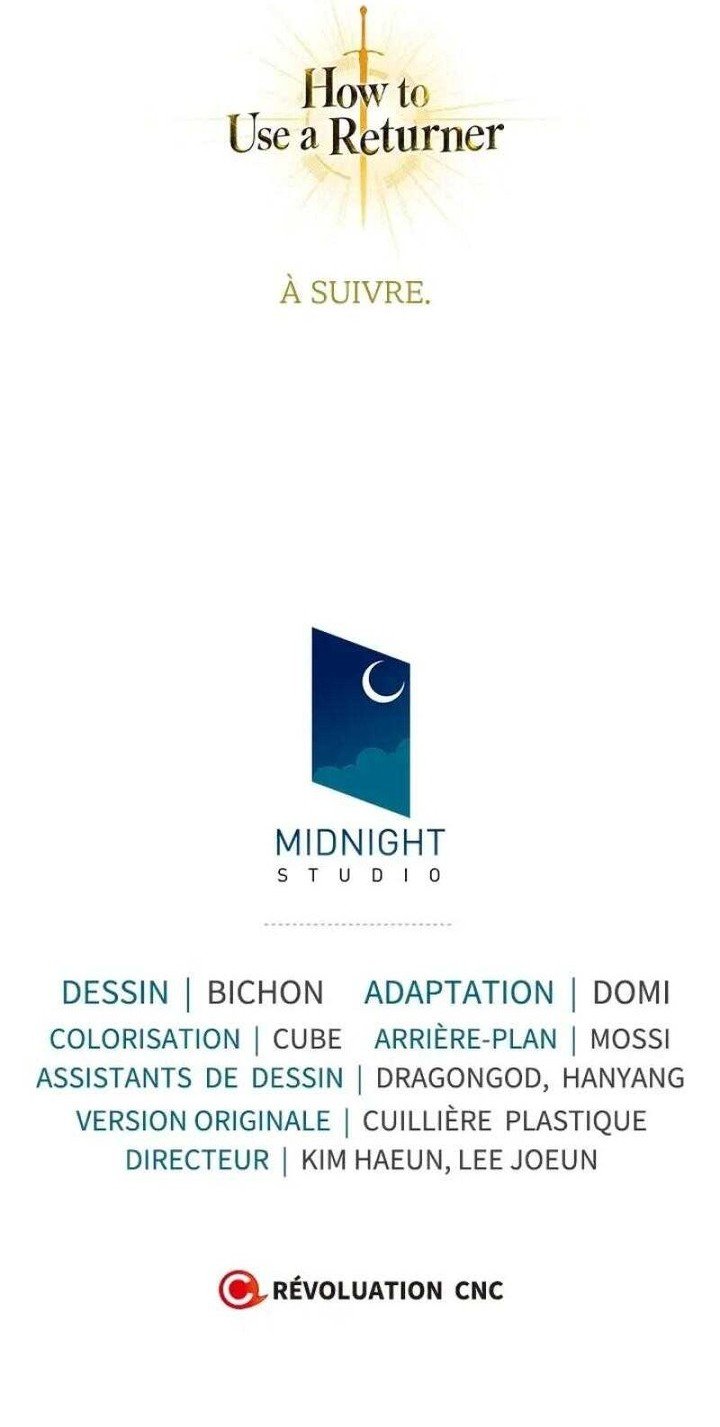 How to
Use a Returner
À SUIVRE.
MIDNIGHT
STUDIO
DESSIN | BICHON ADAPTATION | DOMI
COLORISATION | CUBE ARRIÈRE-PLAN | MOSSI
ASSISTANTS DE DESSIN | DRAGONGOD, HANYANG
VERSION ORIGINALE | CUILLIÈRE PLASTIQUE
DIRECTEUR | KIM HAEUN, LEE JOEUN
RÉVOLUATION CNC